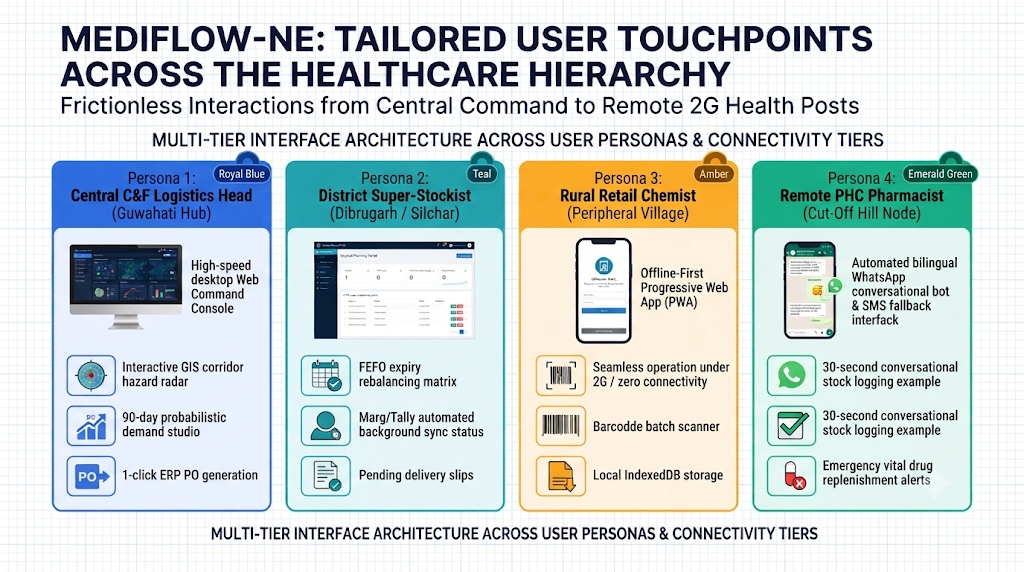 MEDIFLOW-NE: TAILORED USER TOUCHPOINTS
ACROSS THE HEALTHCARE HIERARCHY
Frictionless Interactions from Central Command to Remote 2G Health Posts
MULTI-TIER INTERFACE ARCHITECTURE ACROSS USER PERSONAS & CONNECTIVITY TIERS
Persona 1:
Royal Blue
Central C&F Logistics Head
(Guwahati Hub)
High-speed
desktop Web
Command
Console
Interactive GIS corridor
hazard radar
PO
90-day probabilistic
demand studio
PO
1-click ERP PO generation
Persona 2:
Teal
District Super-Stockist
(Dibrugarh / Silchar)
FEFO expiry
rebalancing matrix
Marg/Tally automated
background sync status
Pending delivery slips
Persona 3:
Amber
Rural Retail Chemist
(Peripheral Village)
Offline-First
Progressive Web
App (PWA)
Seamless operation under
2G / zero connectivity
Barcodde batch scanner
Local IndexedDB storage
Persona 4:
Emerald Green
Remote PHC Pharmacist
(Cut-Off Hill Node)
Automated bilingual
WhatsApp
conversational bot
& SMS fallback
interfack
30-second conversational
stock logging example
30-second conversational
stock logging example
Emergency vital drug
replenishment alerts
MULTI-TIER INTERFACE ARCHITECTURE ACROSS USER PERSONAS & CONNECTIVITY TIERS